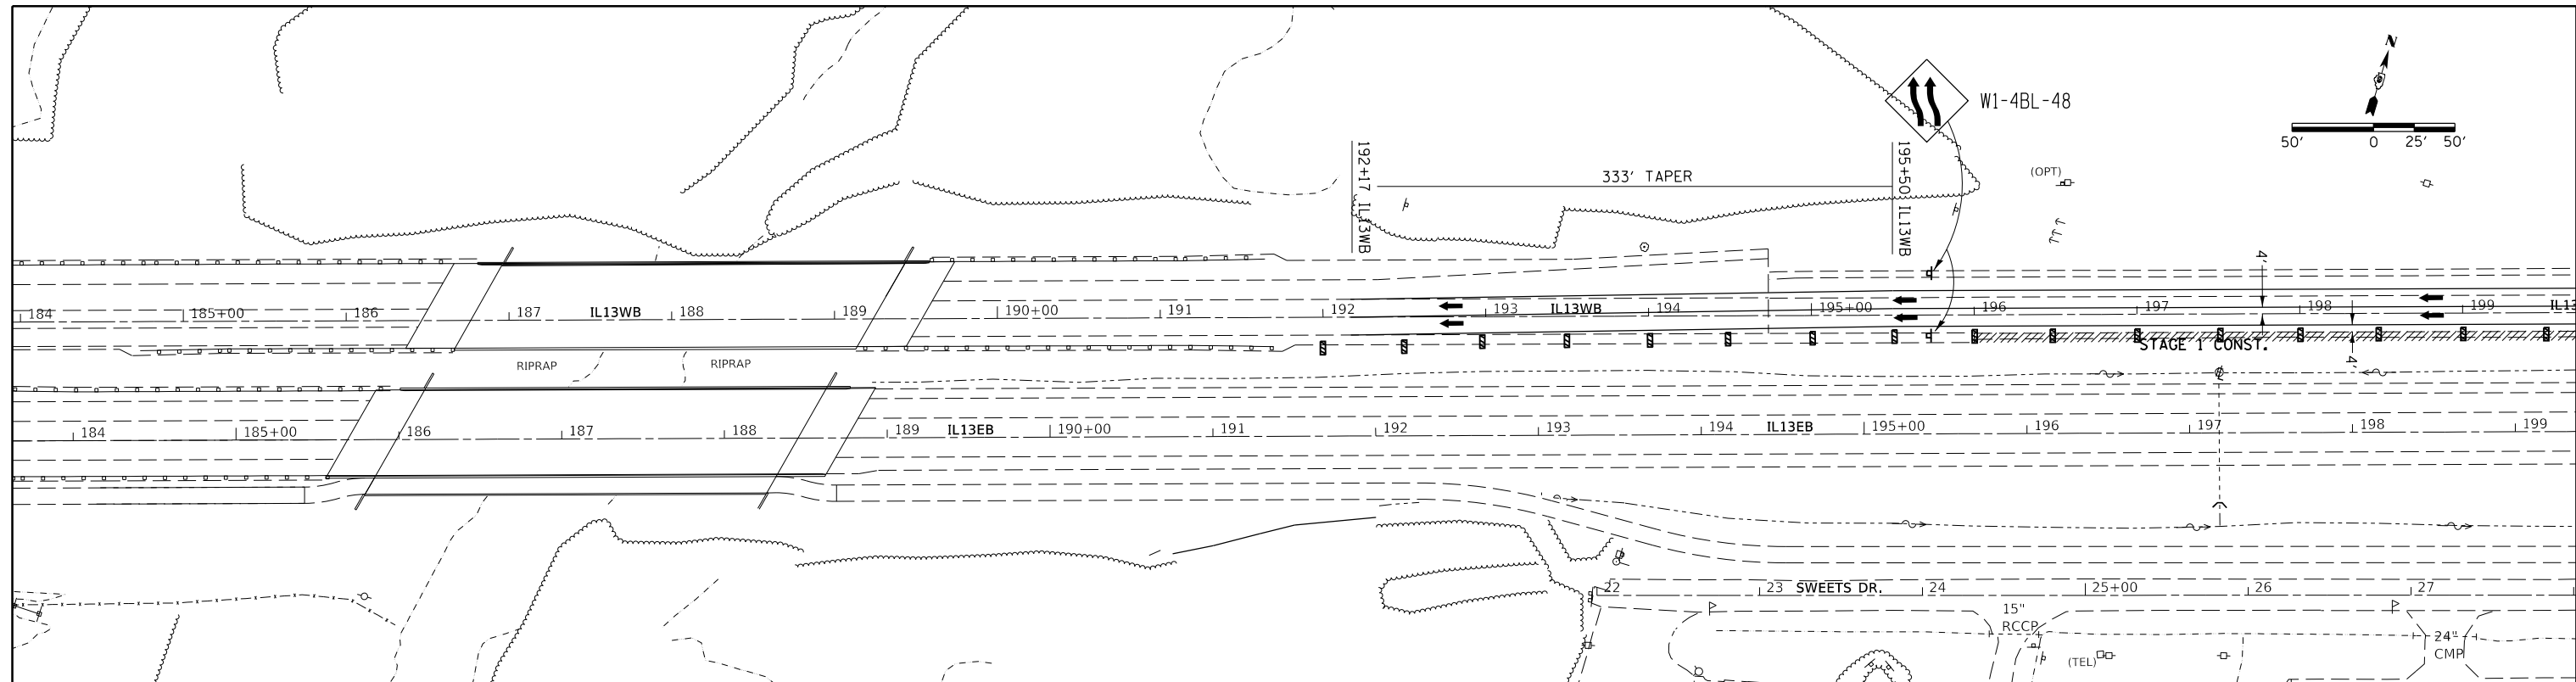 N
W1-4BL-48
50' 0 25' 50'
192+17 IL13WB
333' TAPER
195+50 IL13WB
(OPT)
4'
184 185+00 186 187 IL13WB 188 189 190+00 191 192 193 IL13WB 194 195+00 196 197 198 199 IL13
STAGE 1 CONST.
4'
RIPRAP RIPRAP
184 185+00 186 187 188 189 IL13EB 190+00 191 192 193 194 IL13EB 195+00 196 197 198 199
22 23 SWEETS DR. 24 25+00 26 27
15"
RCCP
24"
CMP
(TEL)